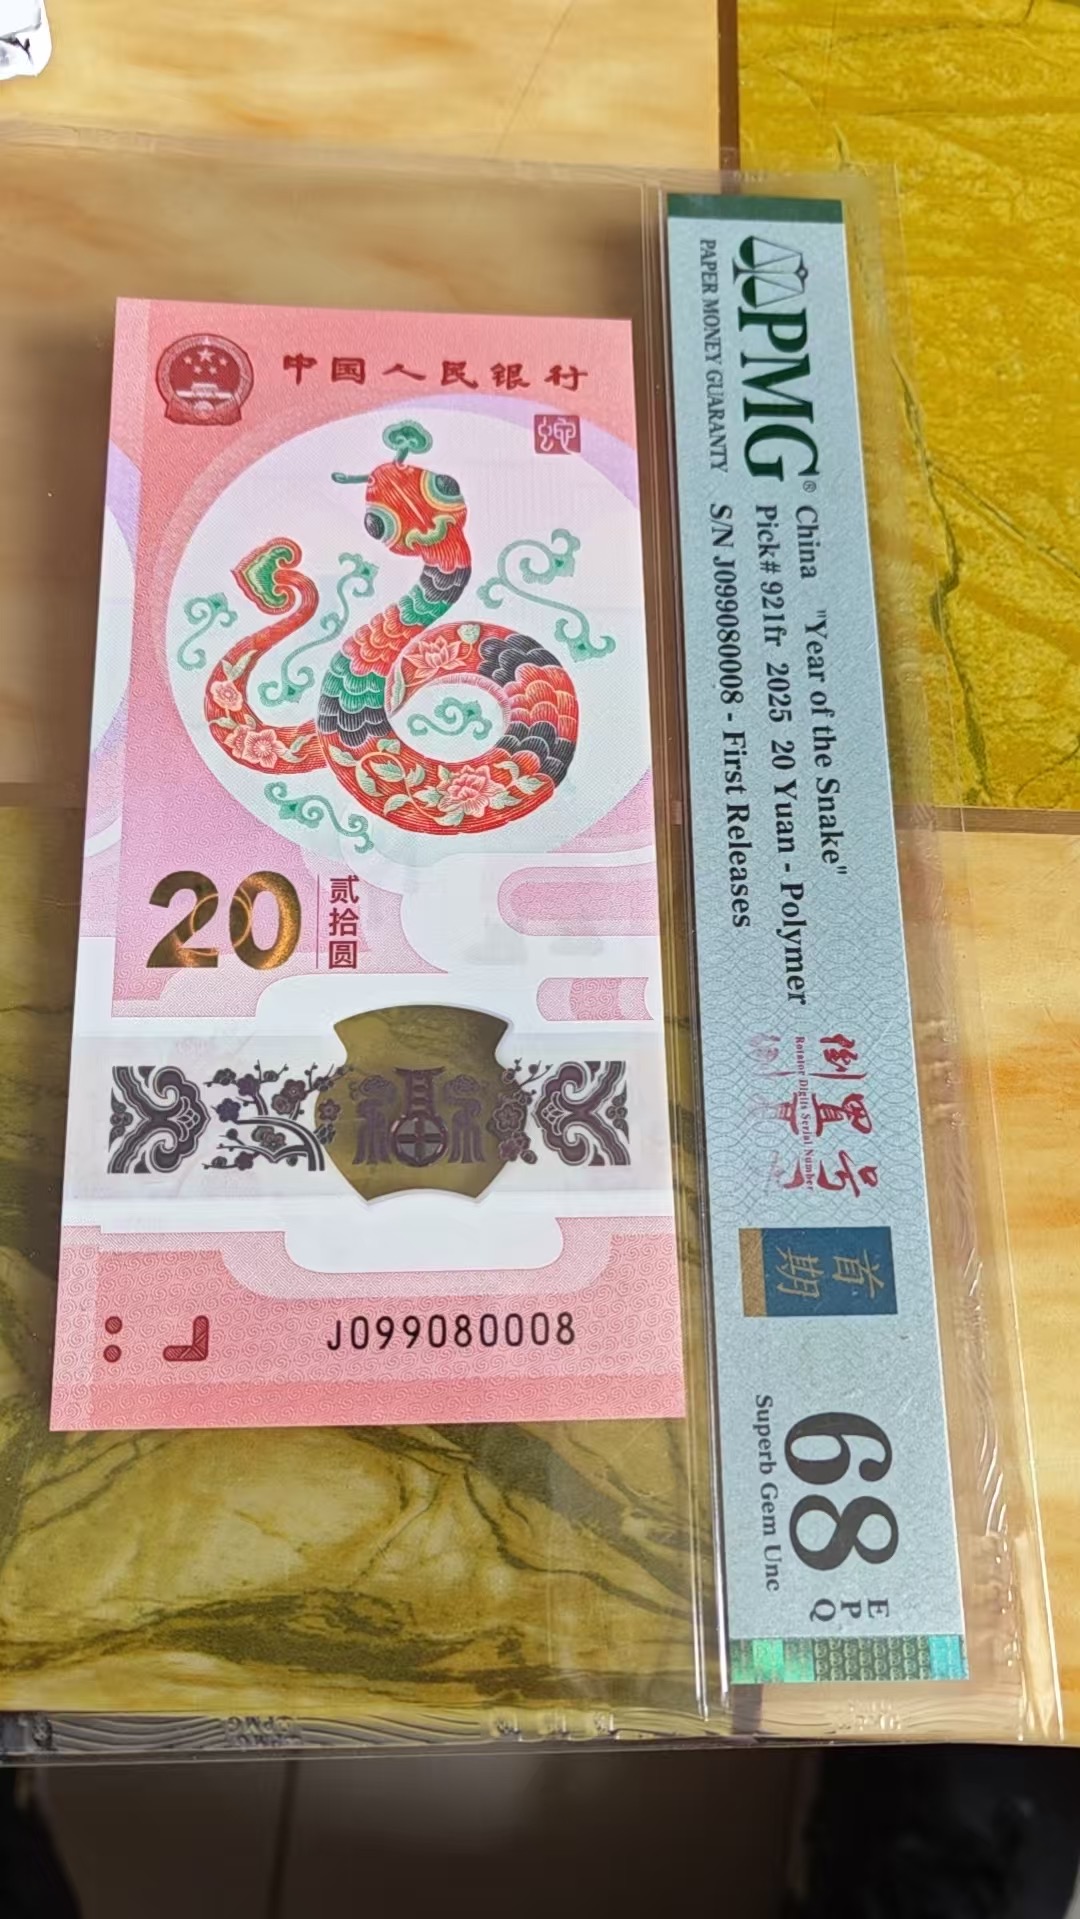 中国人民银行
20
贰拾圆
J099080008
PMG
®
PAPER MONEY GUARANTY
China "Year of the Snake"
Pick# 921fr 2025 20 Yuan - Polymer
S/N J099080008 - First Releases
倒置号
Rotator Digits Serial Number
首期
68
EPQ
Superb Gem Unc